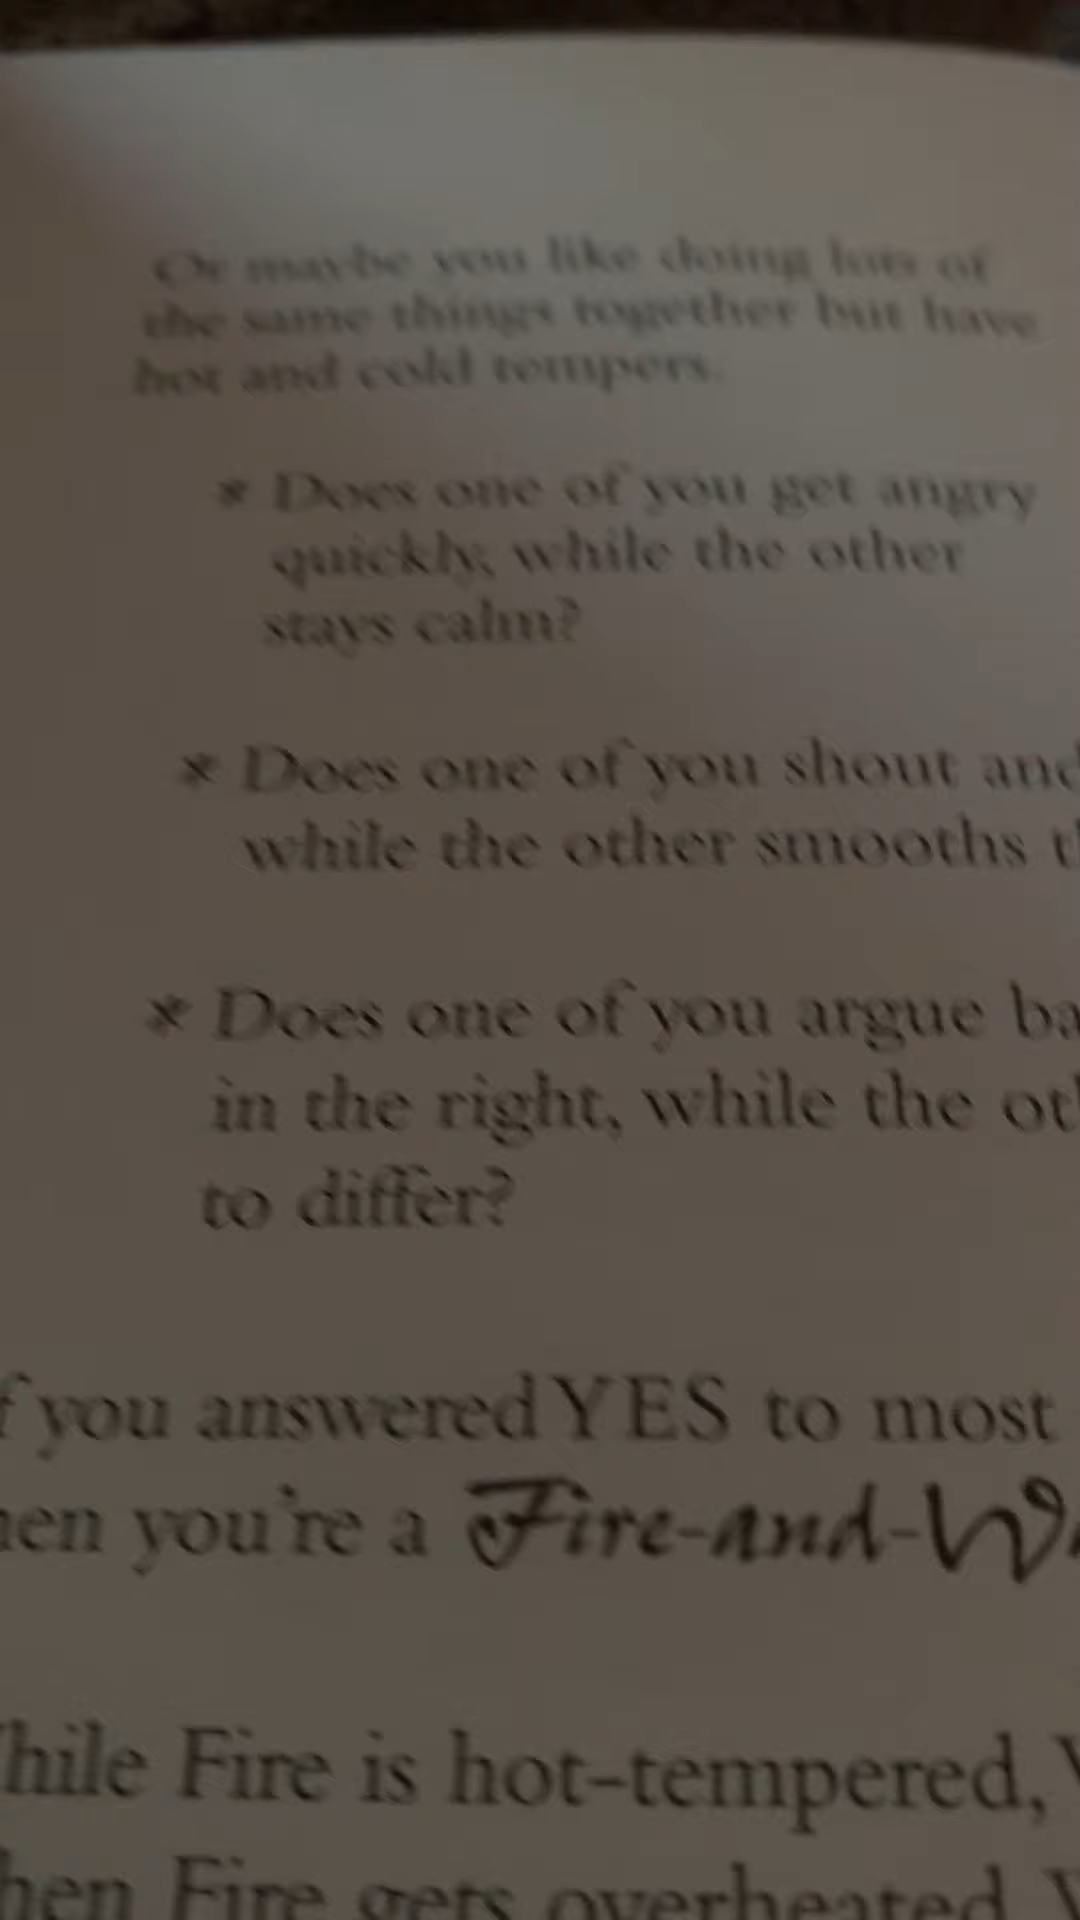 Or maybe you like doing lots of
the same things together but have
hot and cold tempers.
* Does one of you get angry
quickly, while the other
stays calm?
* Does one of you shout and
while the other smooths
* Does one of you argue
in the right, while the
to differ?
you answered YES to most
you're a Fire-and-
Fire is hot-tempered,
Fire gets overheated